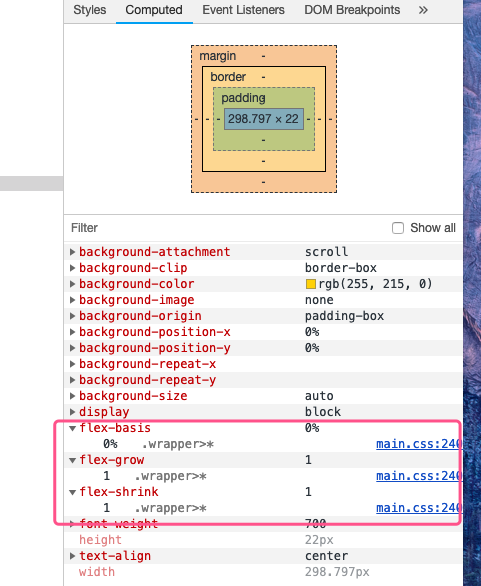 Styles Computed Event Listeners DOM Breakpoints »
margin -
border -
padding
- - - 298.797 × 22 - - -
-
-
-
Filter Show all
background-attachment scroll
background-clip border-box
background-color rgb(255, 215, 0)
background-image none
background-origin padding-box
background-position-x 0%
background-position-y 0%
background-repeat-x
background-repeat-y
background-size auto
display block
flex-basis 0%
0% .wrapper>* main.css:240
flex-grow 1
1 .wrapper>* main.css:240
flex-shrink 1
1 .wrapper>* main.css:240
font-weight 700
height 22px
text-align center
width 298.797px